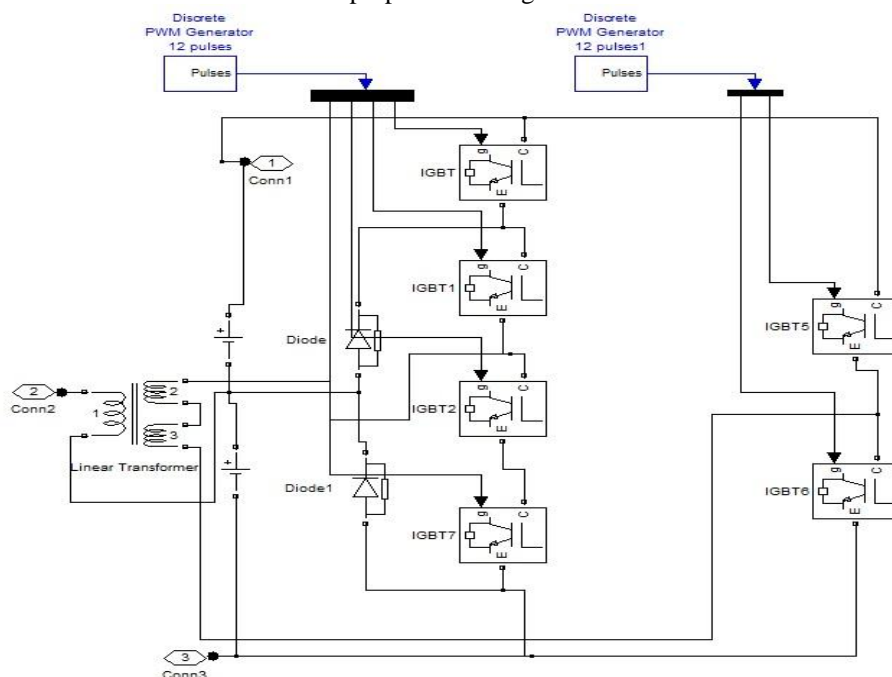 Discrete
PWM Generator
12 pulses
Pulses
Discrete
PWM Generator
12 pulses1
Pulses
1
Conn1
IGBT
g
C
E
IGBT1
g
C
E
Diode
+
IGBT2
g
C
E
IGBT5
g
C
E
2
Conn2
1
2
3
Linear Transformer
+
Diode1
IGBT7
g
C
E
IGBT6
g
C
E
3
Conn3